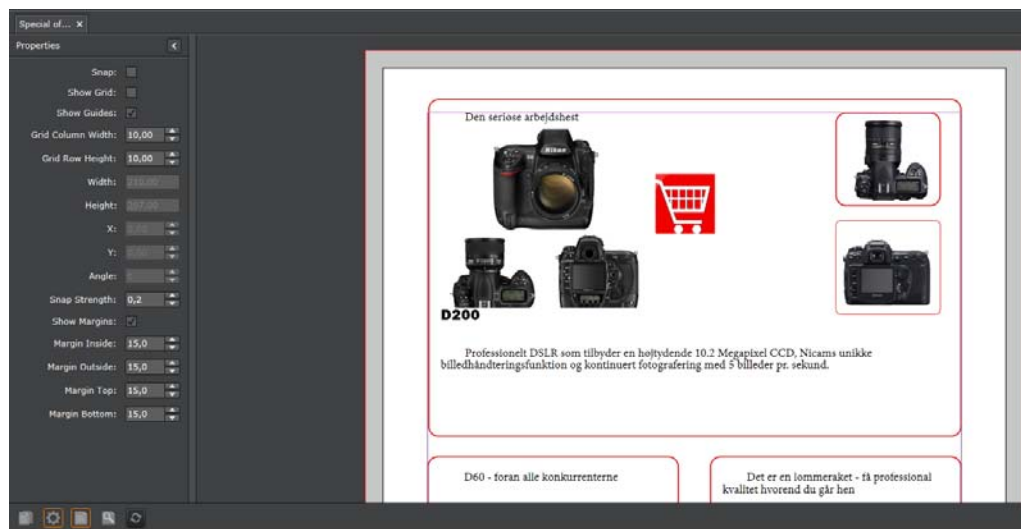 Special of... x
Properties
Snap:
Show Grid:
Show Guides:
Grid Column Width: 10,00
Grid Row Height: 10,00
Width: 210,00
Height: 297,00
X:
Y:
Angle:
Snap Strength: 0,2
Show Margins:
Margin Inside: 15,0
Margin Outside: 15,0
Margin Top: 15,0
Margin Bottom: 15,0
Den seriøse arbejdshest
Nikon
D200
Professionelt DSLR som tilbyder en højtydende 10.2 Megapixel CCD, Nicams unikke
billedhåndteringsfunktion og kontinuert fotografering med 5 billeder pr. sekund.
D60 - foran alle konkurrenterne
Det er en lommeraket - få professional
kvalitet hvorend du går hen